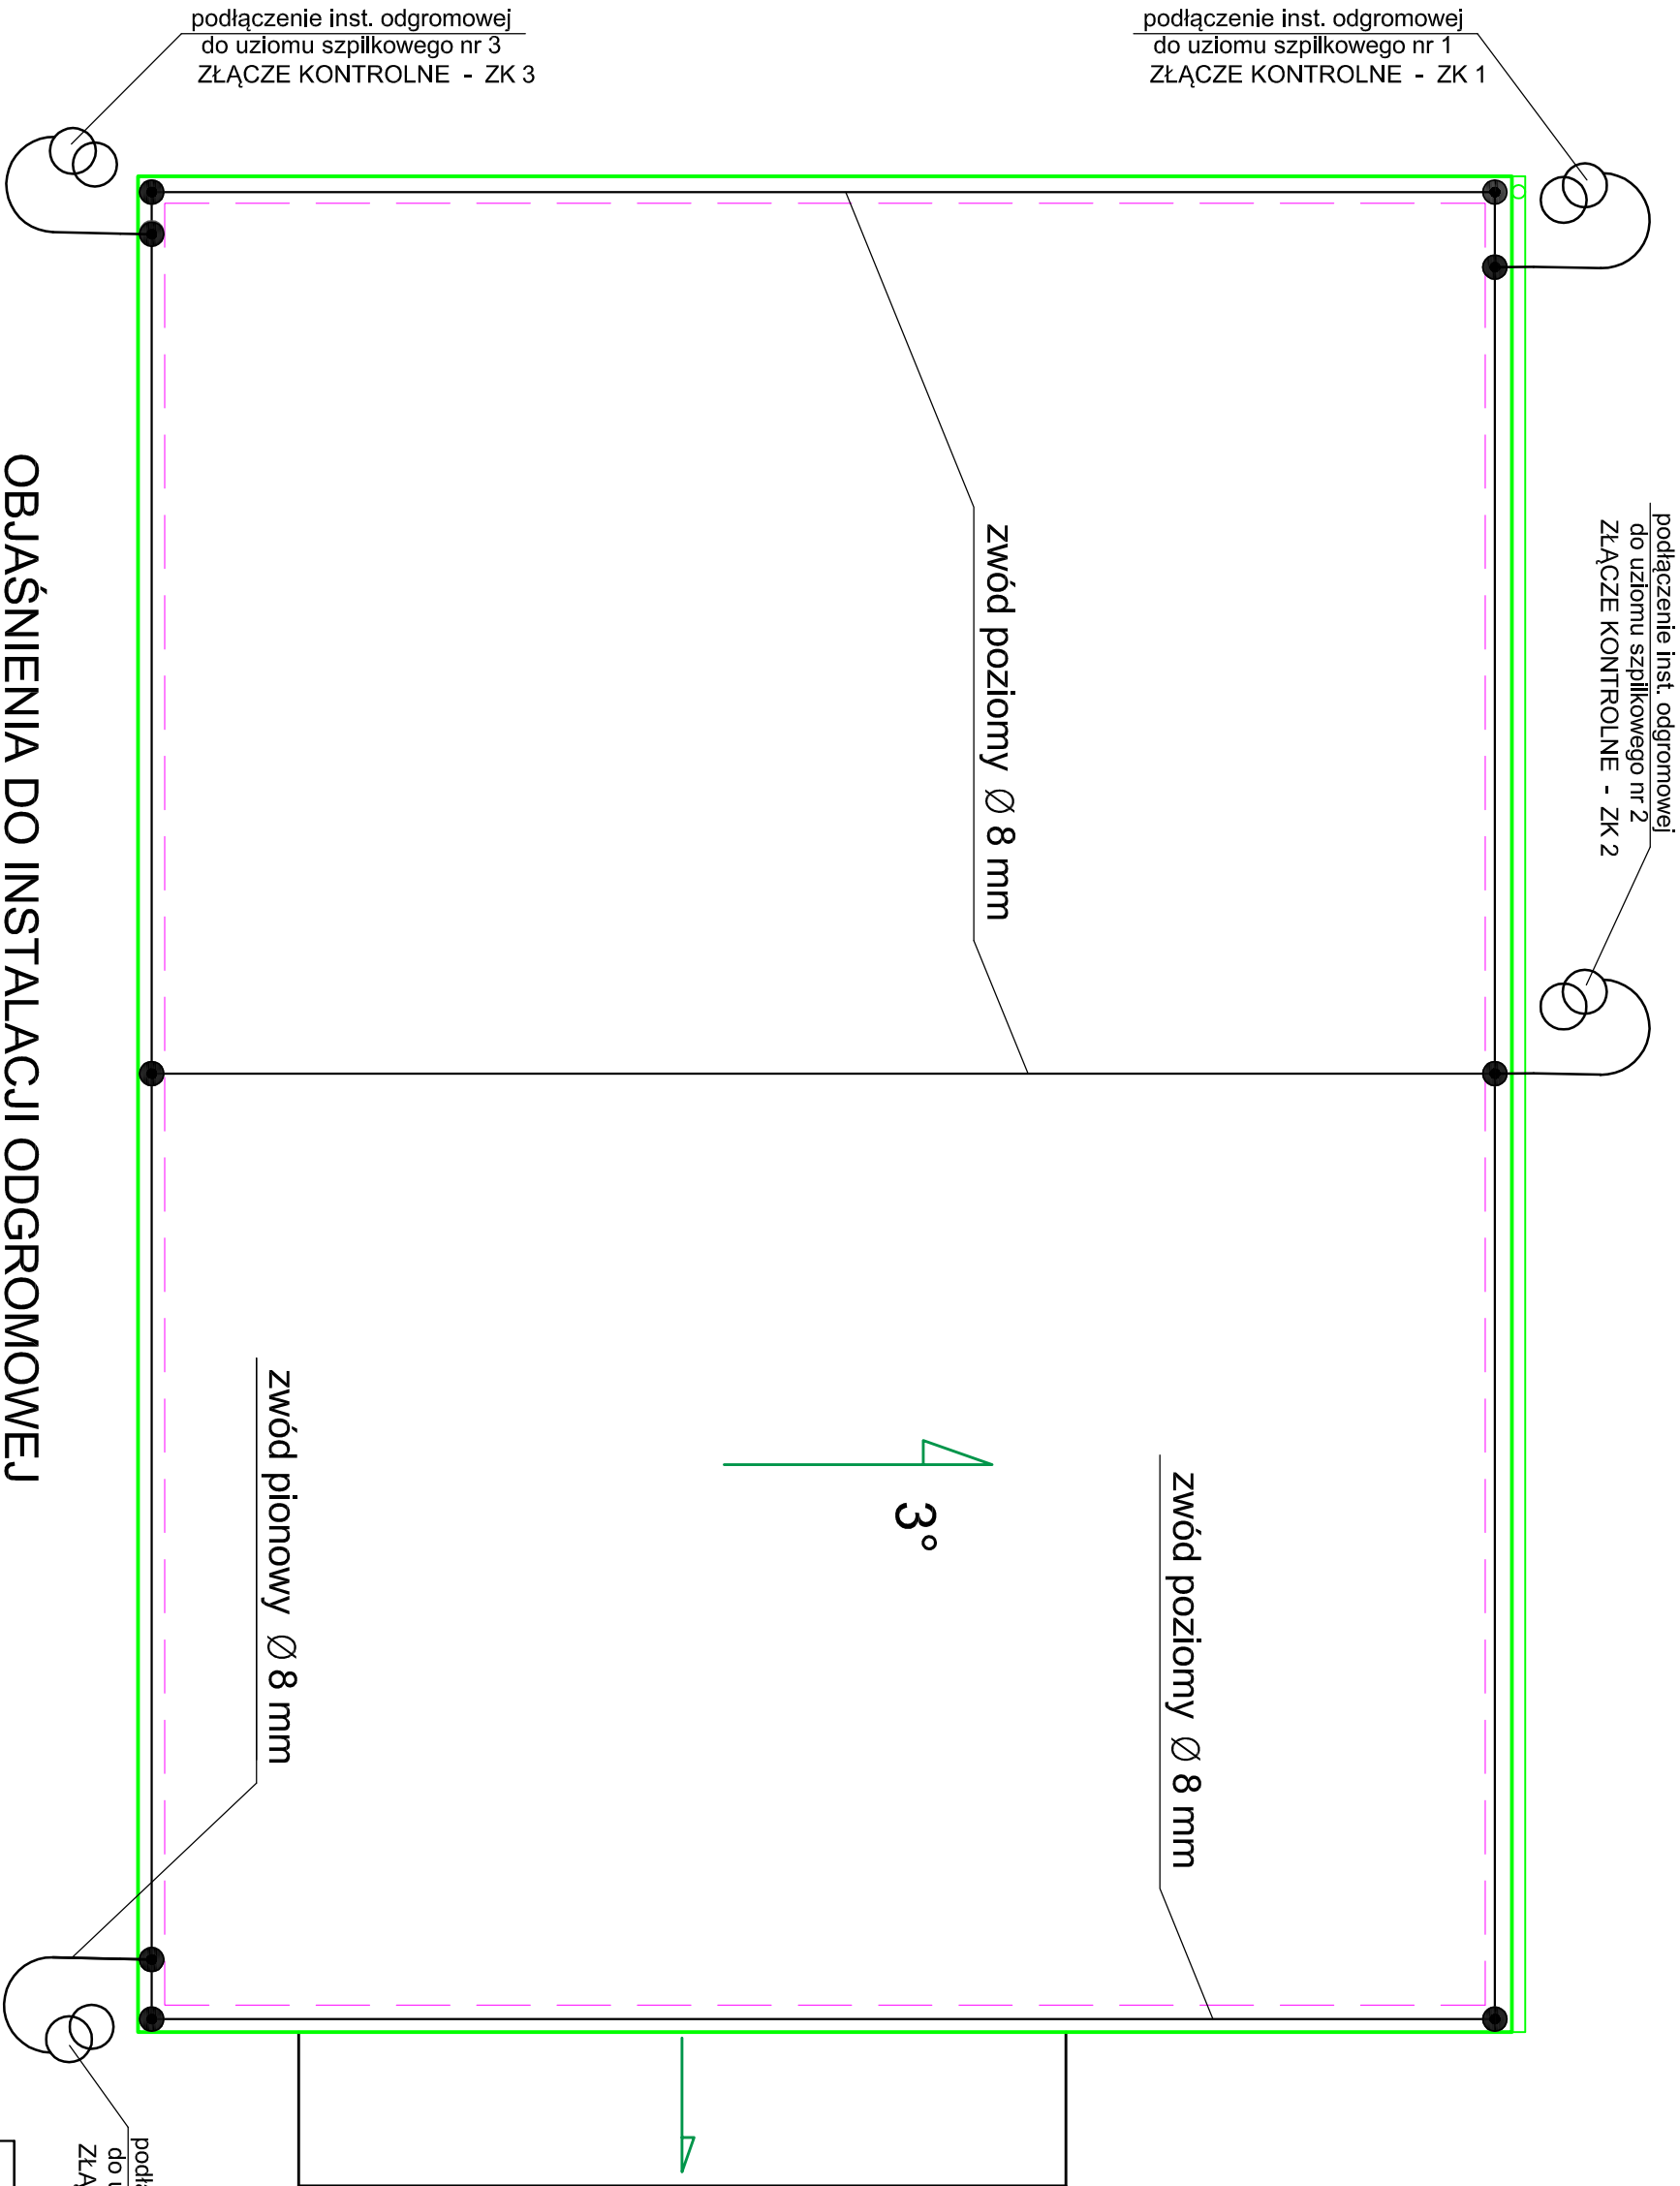 podłączenie inst. odgromowej
do uziomu szpilkowego nr 3
ZŁĄCZE KONTROLNE - ZK 3
podłączenie inst. odgromowej
do uziomu szpilkowego nr 1
ZŁĄCZE KONTROLNE - ZK 1
podłączenie inst. odgromowej
do uziomu szpilkowego nr 2
ZŁĄCZE KONTROLNE - ZK 2
zwód poziomy Ø 8 mm
zwód poziomy Ø 8 mm
3°
zwód pionowy Ø 8 mm
OBJAŚNIENIA DO INSTALACJI ODGROMOWEJ
do